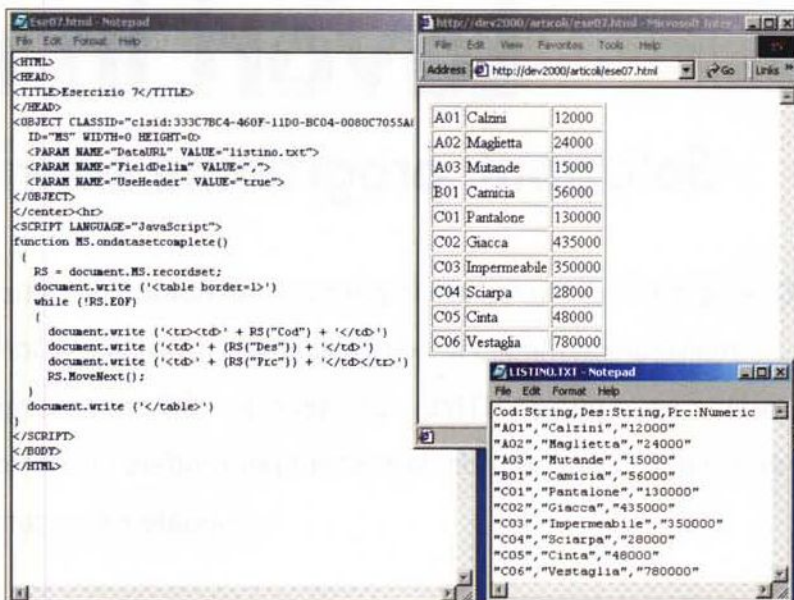 Ese07.html - Notepad
File Edit Format Help
<HTML>
<HEAD>
<TITLE>Esercizio 7</TITLE>
</HEAD>
<OBJECT CLASSID="clsid:333C7BC4-460F-11D0-BC04-0080C7055A
ID="MS" WIDTH=0 HEIGHT=0>
<PARAM NAME="DataURL" VALUE="listino.txt">
<PARAM NAME="FieldDelim" VALUE=",">
<PARAM NAME="UseHeader" VALUE="true">
</OBJECT>
</center><hr>
<SCRIPT LANGUAGE="JavaScript">
function MS.ondatasetcomplete()
{
RS = document.MS.recordset;
document.write ('<table border=1>')
while (!RS.EOF)
{
document.write ('<tr><td>' + RS("Cod") + '</td>')
document.write ('<td>' + (RS("Des")) + '</td>')
document.write ('<td>' + (RS("Prc")) + '</td></tr>')
RS.MoveNext();
}
document.write ('</table>')
}
</SCRIPT>
</BODY>
</HTML>
http://dev2000/articoli/ese07.html - Microsoft Inter...
File Edit View Favorites Tools Help
Address http://dev2000/articoli/ese07.html Go Links »
A01 Calzini 12000
A02 Maglietta 24000
A03 Mutande 15000
B01 Camicia 56000
C01 Pantalone 130000
C02 Giacca 435000
C03 Impermeabile 350000
C04 Sciarpa 28000
C05 Cinta 48000
C06 Vestaglia 780000
LISTINO.TXT - Notepad
File Edit Format Help
Cod:String,Des:String,Prc:Numeric
"A01","Calzini","12000"
"A02","Maglietta","24000"
"A03","Mutande","15000"
"B01","Camicia","56000"
"C01","Pantalone","130000"
"C02","Giacca","435000"
"C03","Impermeabile","350000"
"C04","Sciarpa","28000"
"C05","Cinta","48000"
"C06","Vestaglia","780000"